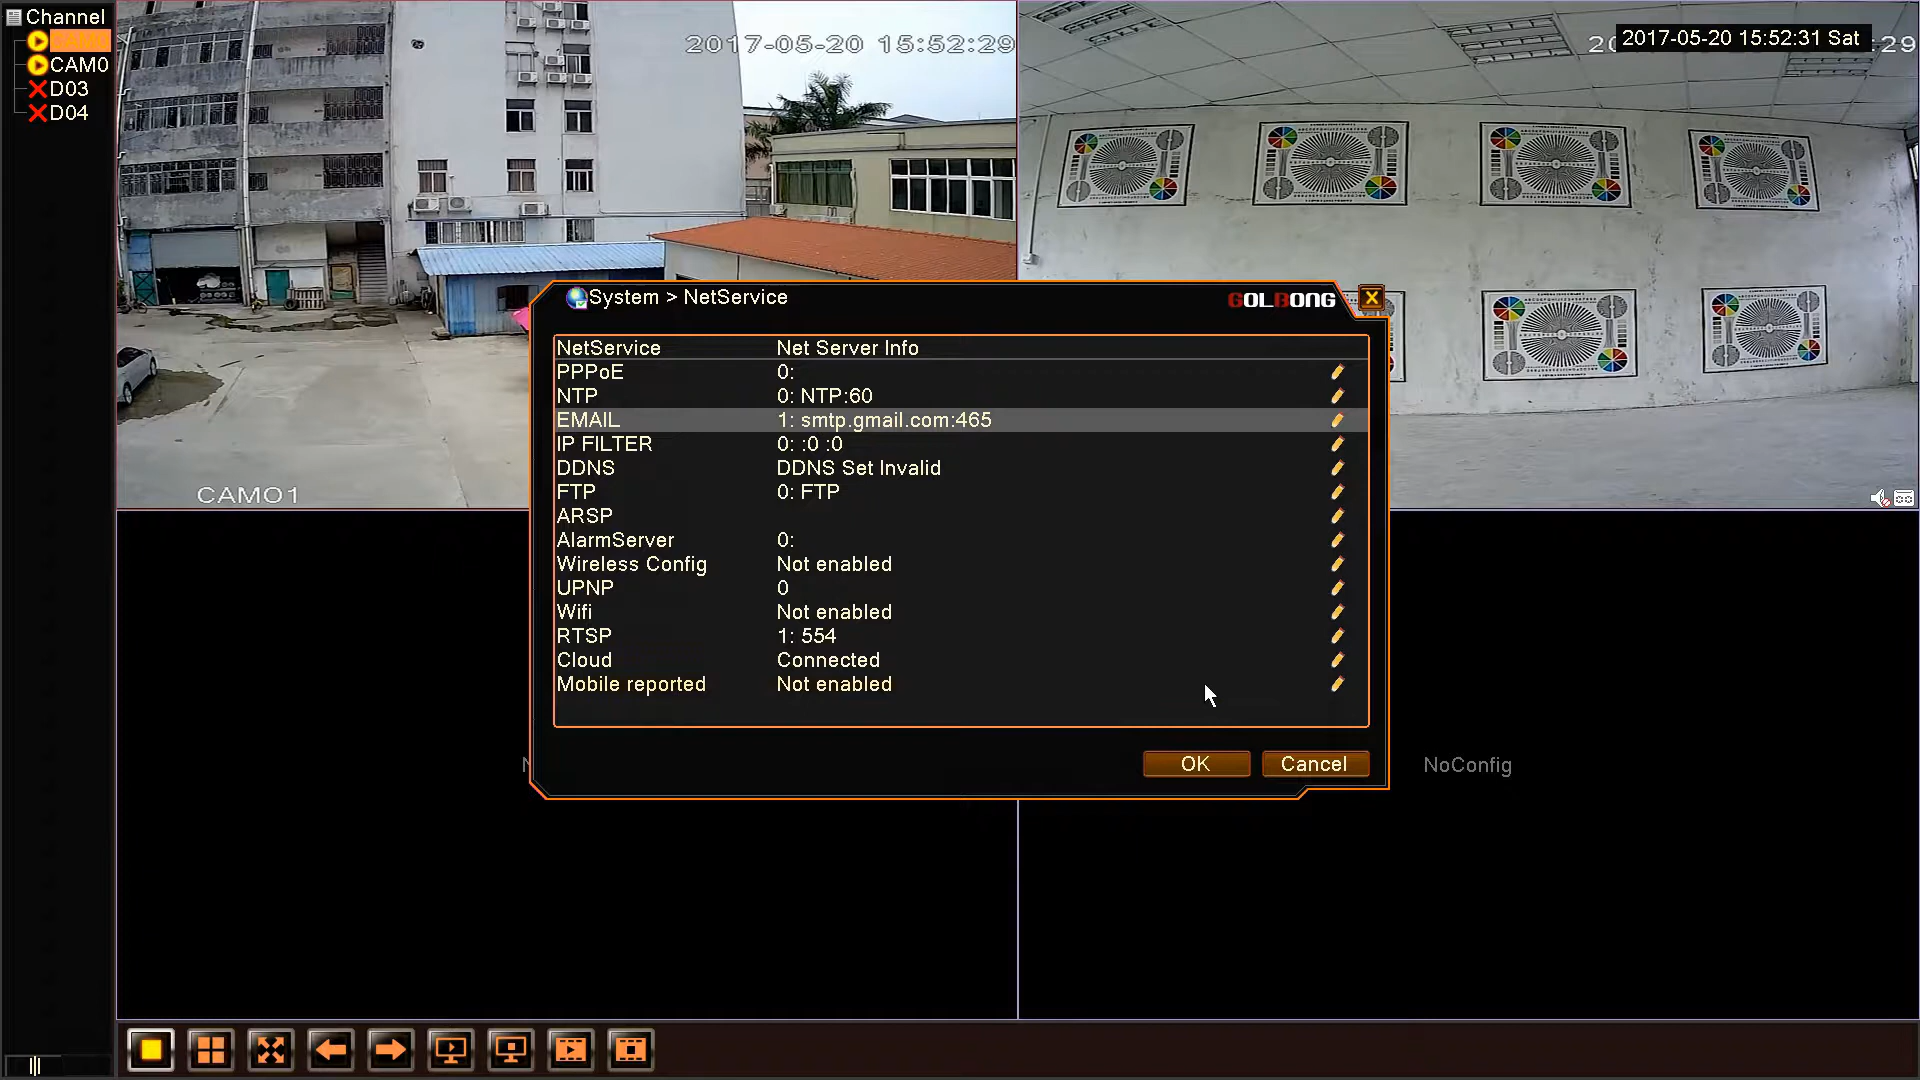 Channel
CAM0
D03
D04
2017-05-20 15:52:29
2017-05-20 15:52:31 Sat
:29
CAM01
System > NetService
GOLBONG
X
NetService Net Server Info
PPPoE 0:
NTP 0: NTP:60
EMAIL 1: smtp.gmail.com:465
IP FILTER 0: :0 :0
DDNS DDNS Set Invalid
FTP 0: FTP
ARSP
AlarmServer 0:
Wireless Config Not enabled
UPNP 0
Wifi Not enabled
RTSP 1: 554
Cloud Connected
Mobile reported Not enabled
OK Cancel
NoConfig